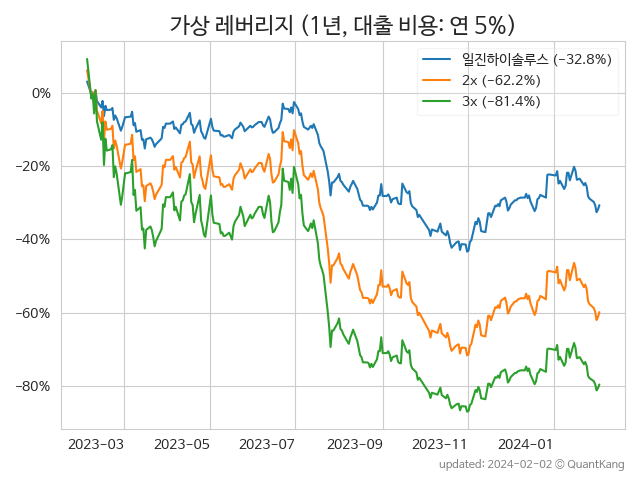 가상 레버리지 (1년, 대출 비용: 연 5%)
일진하이솔루스 (−32.8%)
2x (−62.2%)
3x (−81.4%)
0%
−20%
−40%
−60%
−80%
2023-03 2023-05 2023-07 2023-09 2023-11 2024-01
updated: 2024-02-02 © QuantKang